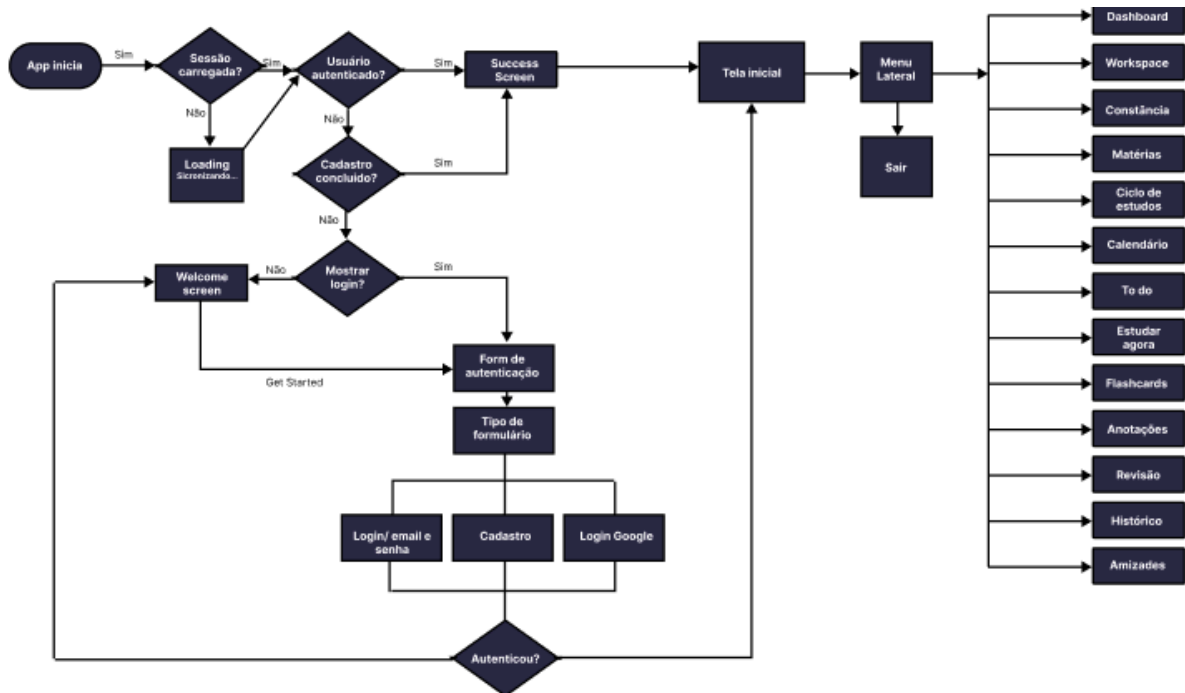 Dashboard
App inicia
Sim
Sessão
carregada?
Sim
Usuário
autenticado?
Sim
Success
Screen
Tela inicial
Menu
Lateral
Workspace
Não
Não
Constância
Loading
Sicronizando...
Cadastro
concluído?
Sim
Sair
Matérias
Ciclo de
estudos
Não
Welcome
screen
Não
Mostrar
login?
Sim
Calendário
To do
Form de
autenticação
Estudar
agora
Get Started
Flashcards
Tipo de
formulário
Anotações
Revisão
Login/ email e
senha
Cadastro
Login Google
Histórico
Amizades
Autenticou?